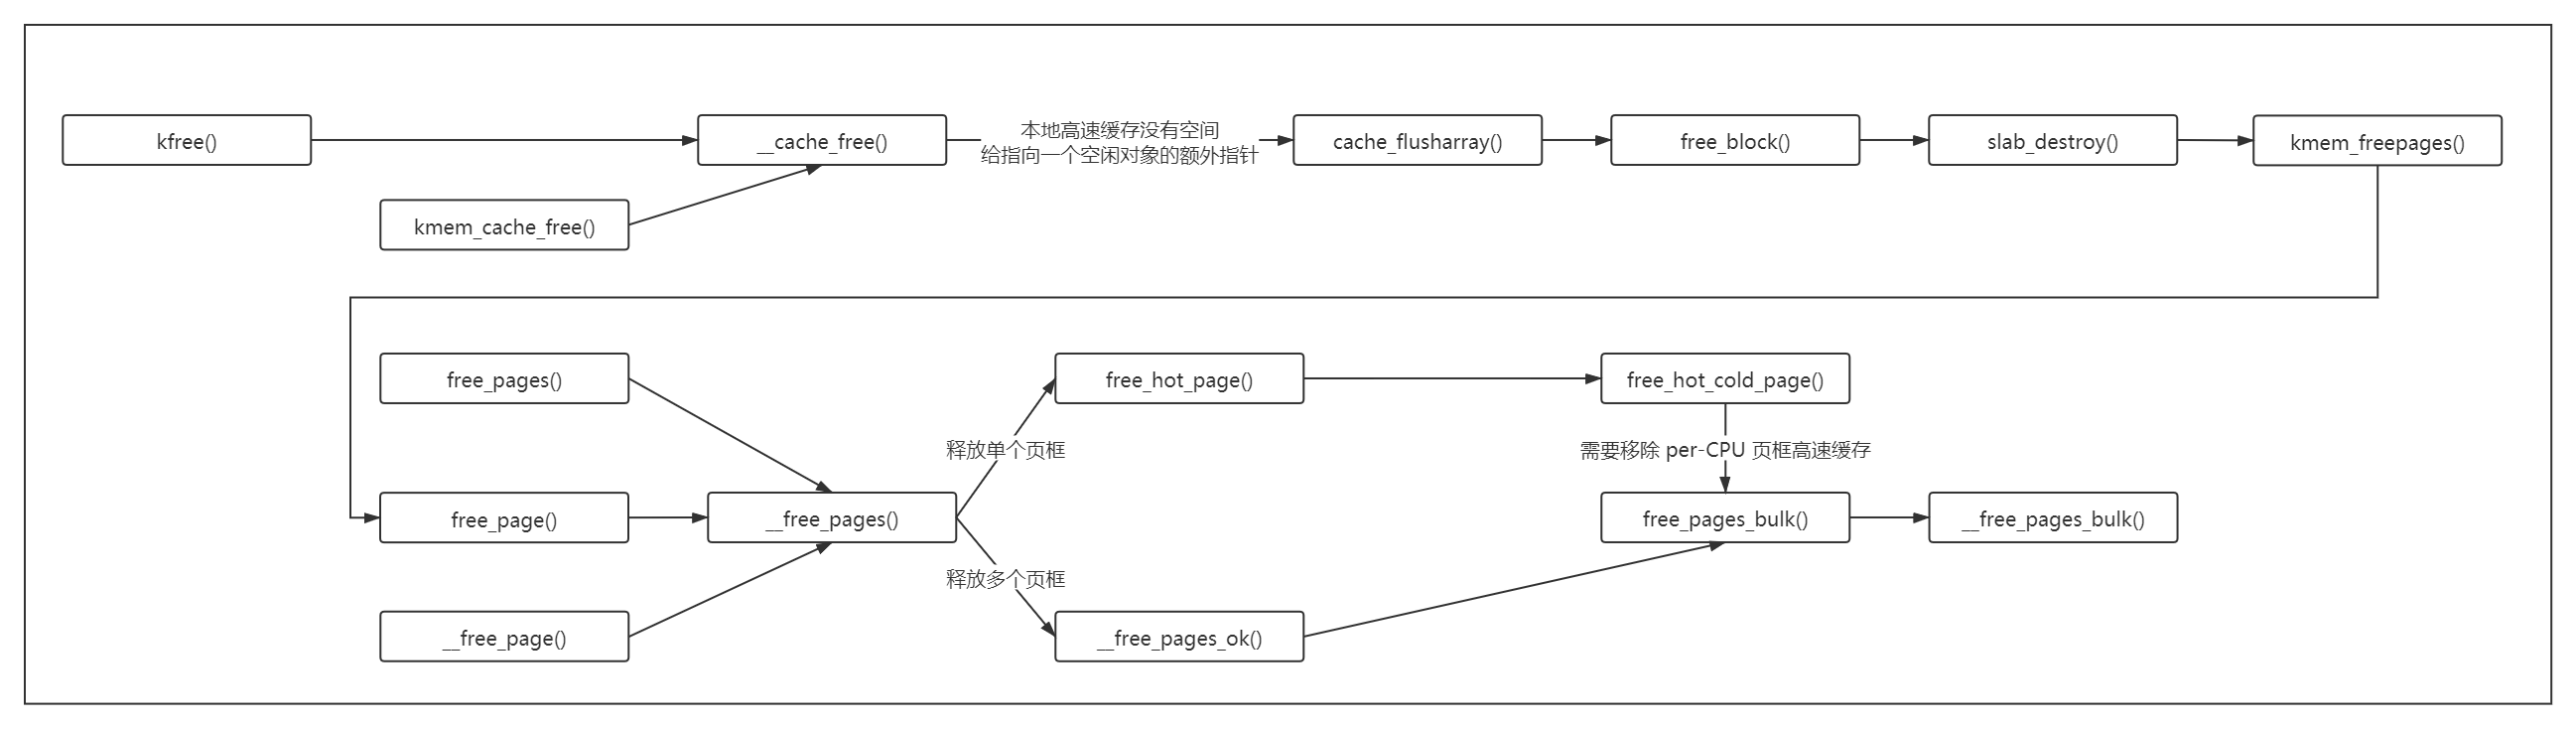 kfree()
__cache_free()
本地高速缓存没有空间
给指向一个空闲对象的额外指针
cache_flusharray()
free_block()
slab_destroy()
kmem_freepages()
kmem_cache_free()
free_pages()
free_hot_page()
free_hot_cold_page()
释放单个页框
需要移除 per-CPU 页框高速缓存
free_page()
__free_pages()
free_pages_bulk()
__free_pages_bulk()
释放多个页框
__free_page()
__free_pages_ok()